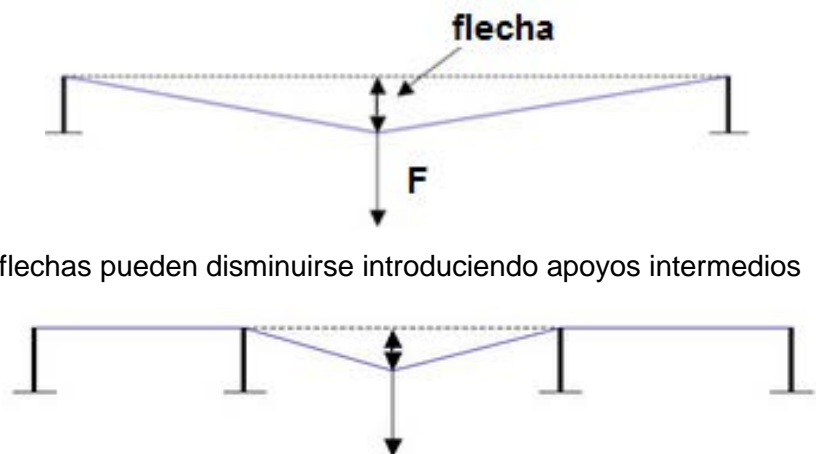 flecha
F
flechas pueden disminuirse introduciendo apoyos intermedios